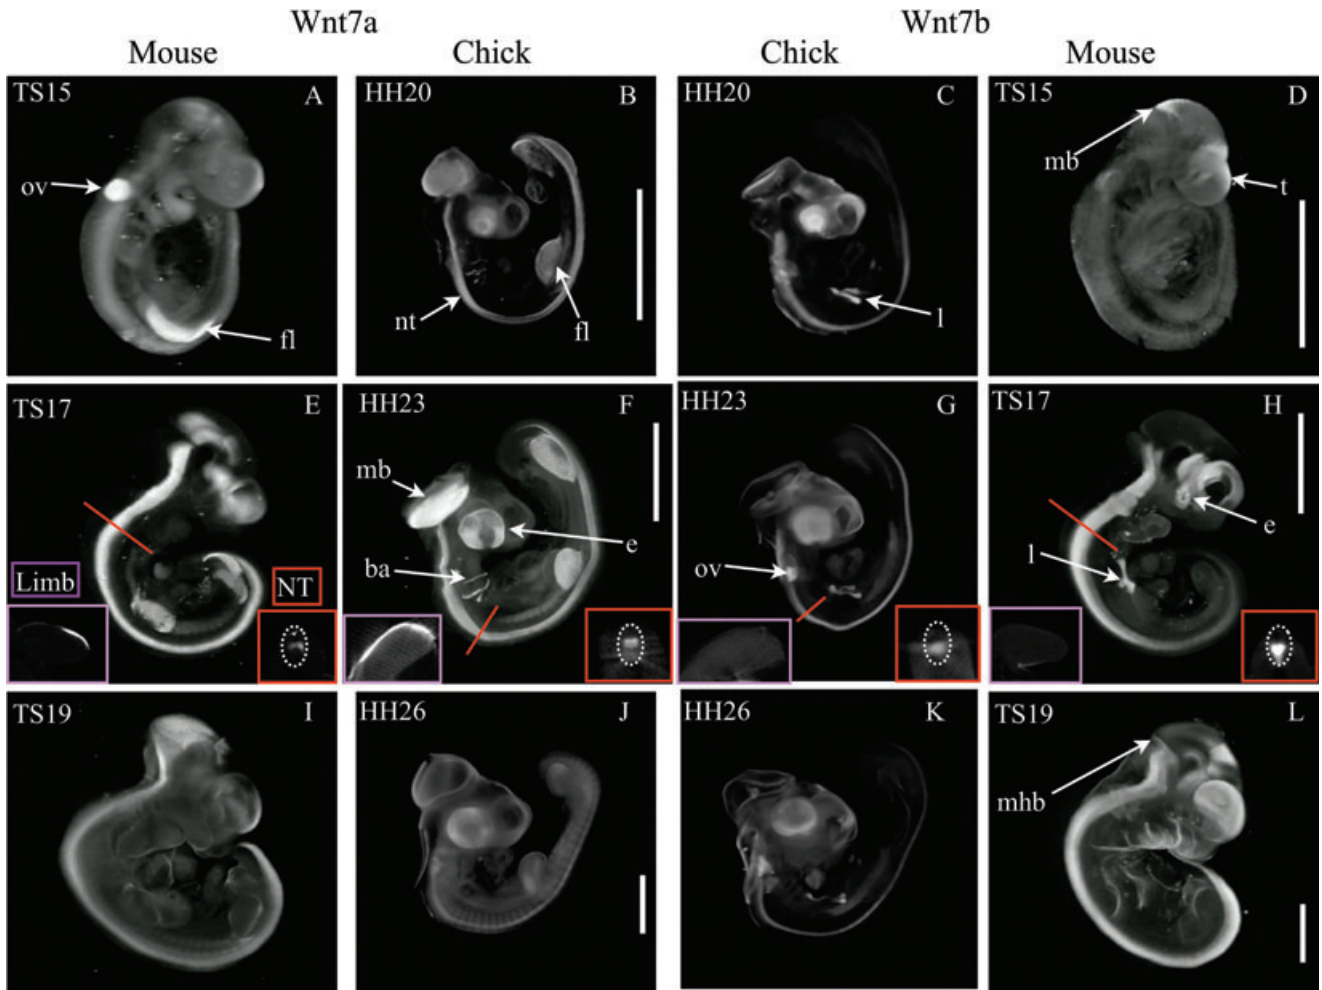 Wnt7a Wnt7b
Mouse Chick Chick Mouse
TS15 A HH20 B HH20 C TS15 D
ov fl nt fl l mb t
TS17 E HH23 F HH23 G TS17 H
mb e ba ov e l
Limb NT
TS19 I HH26 J HH26 K TS19 L
mhb